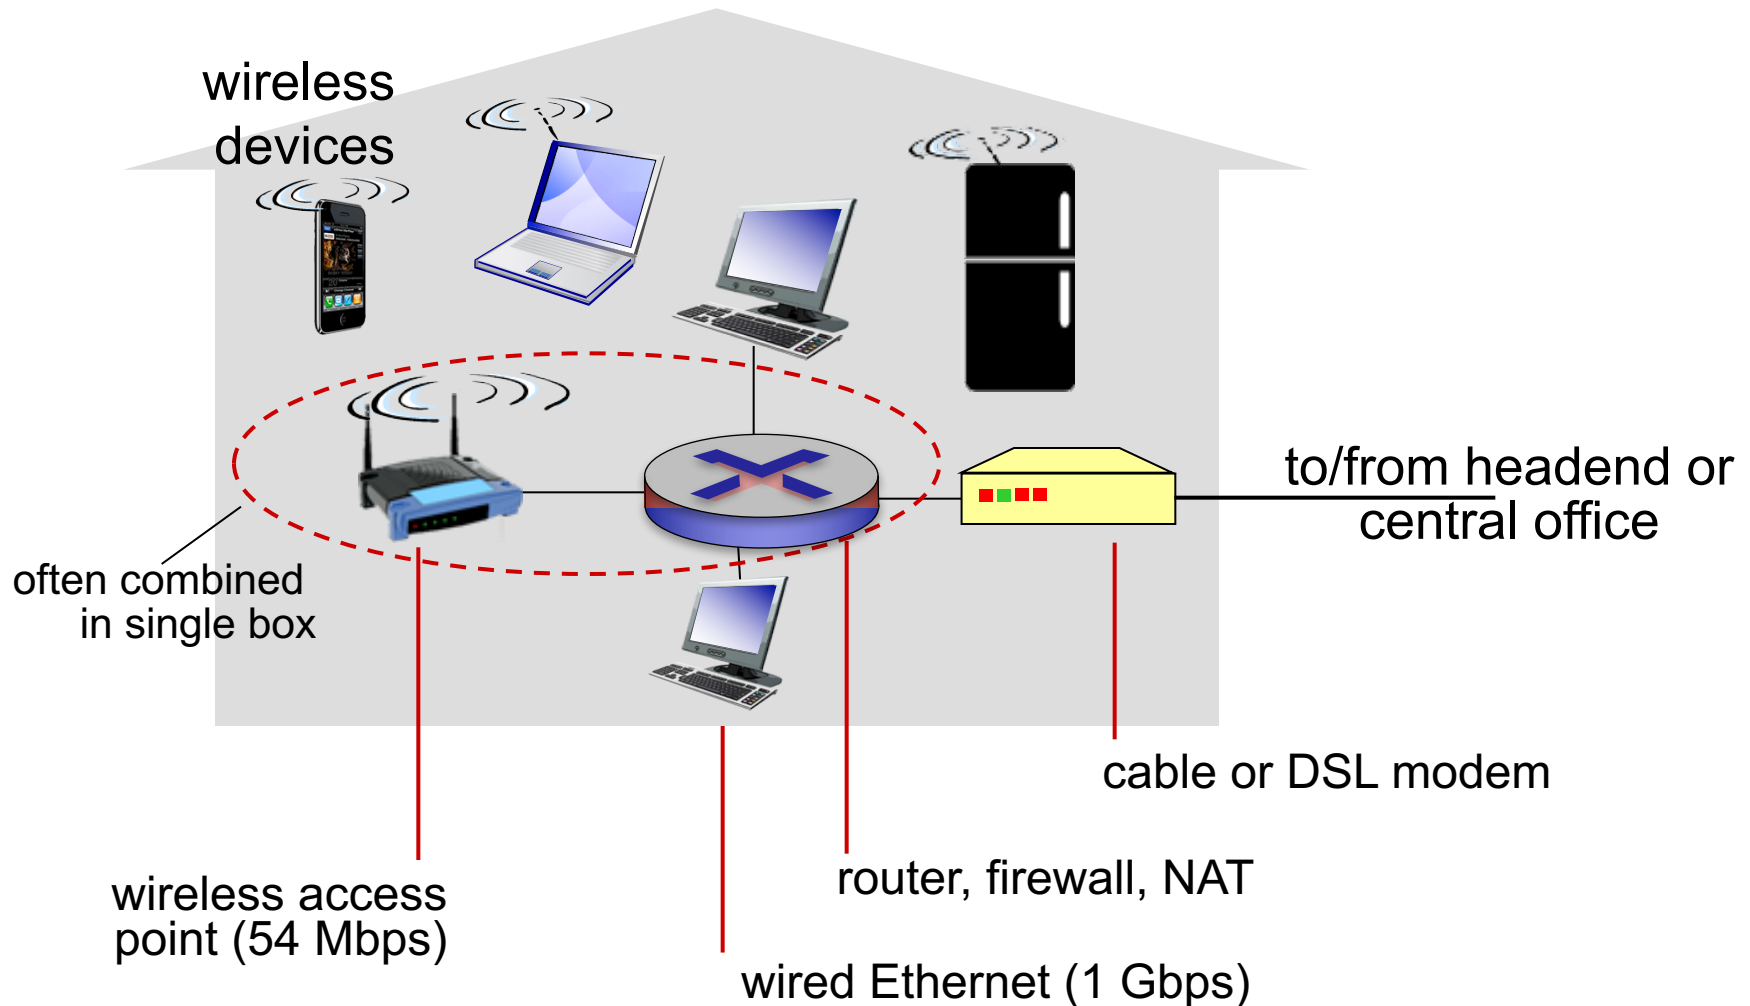 wireless
devices
to/from headend or
central office
often combined
in single box
cable or DSL modem
router, firewall, NAT
wireless access
point (54 Mbps)
wired Ethernet (1 Gbps)